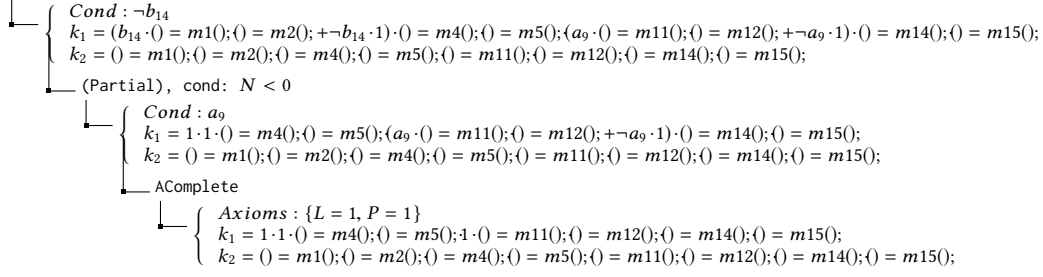 Cond : ¬b₁₄
k₁ = (b₁₄·() = m1();() = m2(); +¬b₁₄·1)·() = m4();() = m5();(a₉·() = m11();() = m12(); +¬a₉·1)·() = m14();() = m15();
k₂ = () = m1();() = m2();() = m4();() = m5();() = m11();() = m12();() = m14();() = m15();
(Partial), cond: N < 0
Cond : a₉
k₁ = 1·1·() = m4();() = m5();(a₉·() = m11();() = m12(); +¬a₉·1)·() = m14();() = m15();
k₂ = () = m1();() = m2();() = m4();() = m5();() = m11();() = m12();() = m14();() = m15();
AComplete
Axioms : {L = 1, P = 1}
k₁ = 1·1·() = m4();() = m5();1·() = m11();() = m12();() = m14();() = m15();
k₂ = () = m1();() = m2();() = m4();() = m5();() = m11();() = m12();() = m14();() = m15();